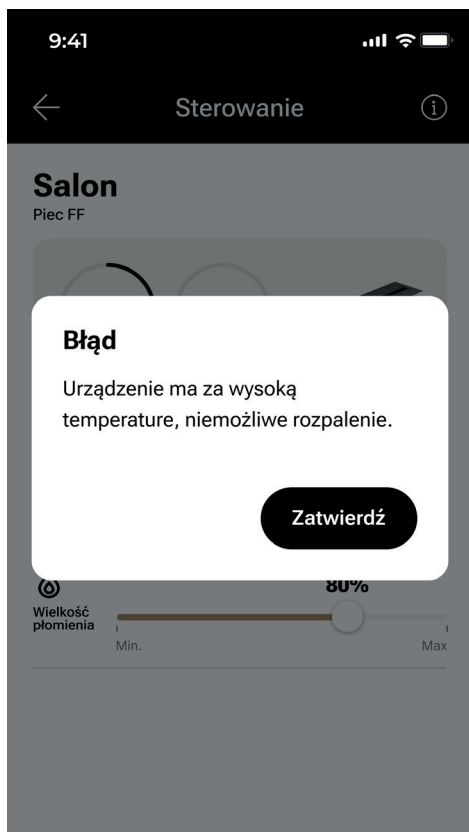 9:41
Sterowanie
Salon
Piec FF
Błąd
Urządzenie ma za wysoką
temperature, niemożliwe rozpalenie.
Zatwierdź
80%
Wielkość
płomienia
Min.
Max